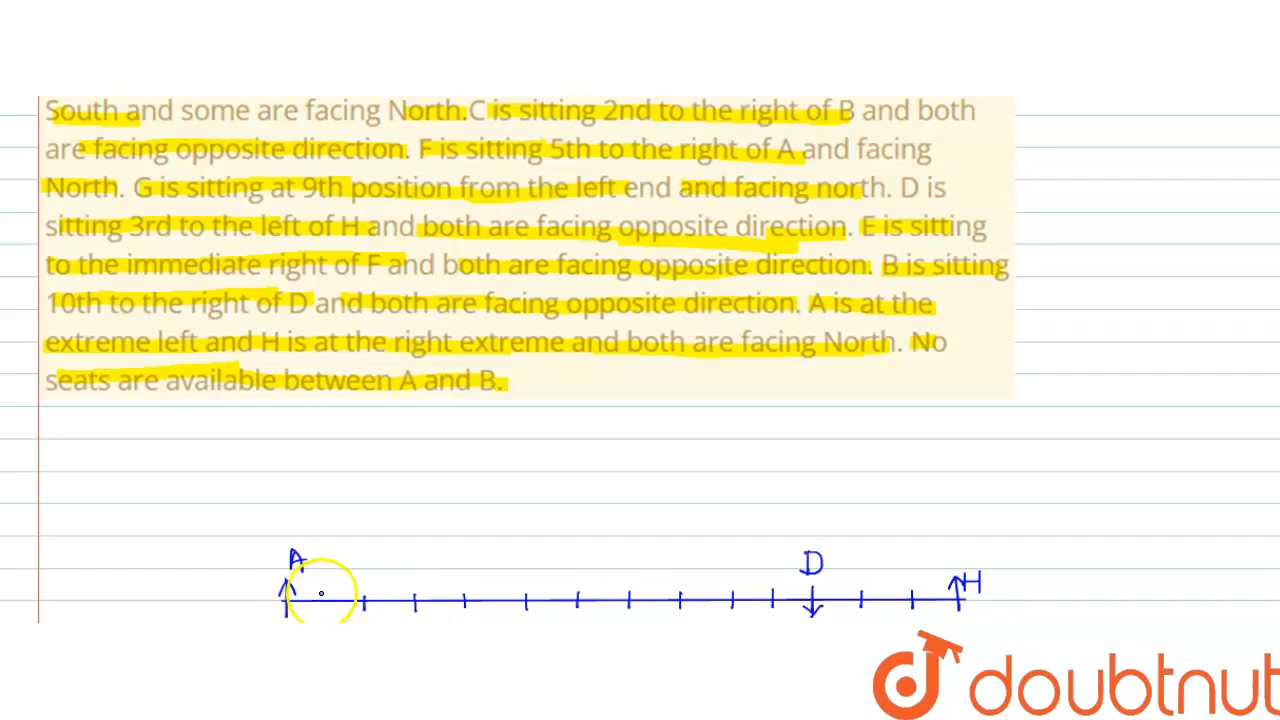 South and some are facing North.C is sitting 2nd to the right of B and both
are facing opposite direction. F is sitting 5th to the right of A and facing
North. G is sitting at 9th position from the left end and facing north. D is
sitting 3rd to the left of H and both are facing opposite direction. E is sitting
to the immediate right of F and both are facing opposite direction. B is sitting
10th to the right of D and both are facing opposite direction. A is at the
extreme left and H is at the right extreme and both are facing North. No
seats are available between A and B.
A D H
doubtnut